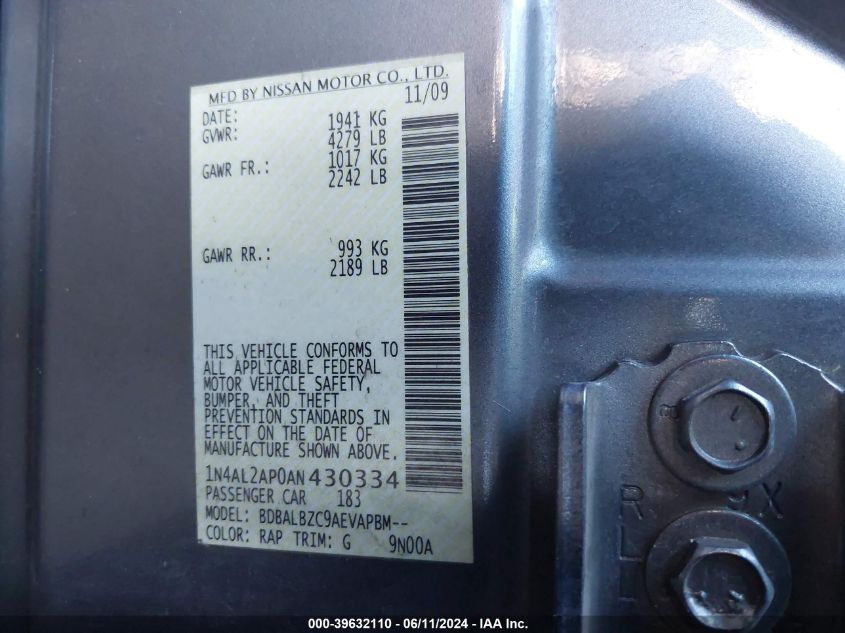 MFD BY NISSAN MOTOR CO., LTD.
DATE: 11/09
GVWR: 1941 KG
4279 LB
GAWR FR.: 1017 KG
2242 LB
GAWR RR.: 993 KG
2189 LB
THIS VEHICLE CONFORMS TO
ALL APPLICABLE FEDERAL
MOTOR VEHICLE SAFETY,
BUMPER, AND THEFT
PREVENTION STANDARDS IN
EFFECT ON THE DATE OF
MANUFACTURE SHOWN ABOVE.
1N4AL2AP0AN430334
PASSENGER CAR 183
MODEL: BDBALBZC9AEVAPBM--
COLOR: RAP TRIM: G 9N00A
8
R 9X
L
L
000-39632110 - 06/11/2024 - IAA Inc.